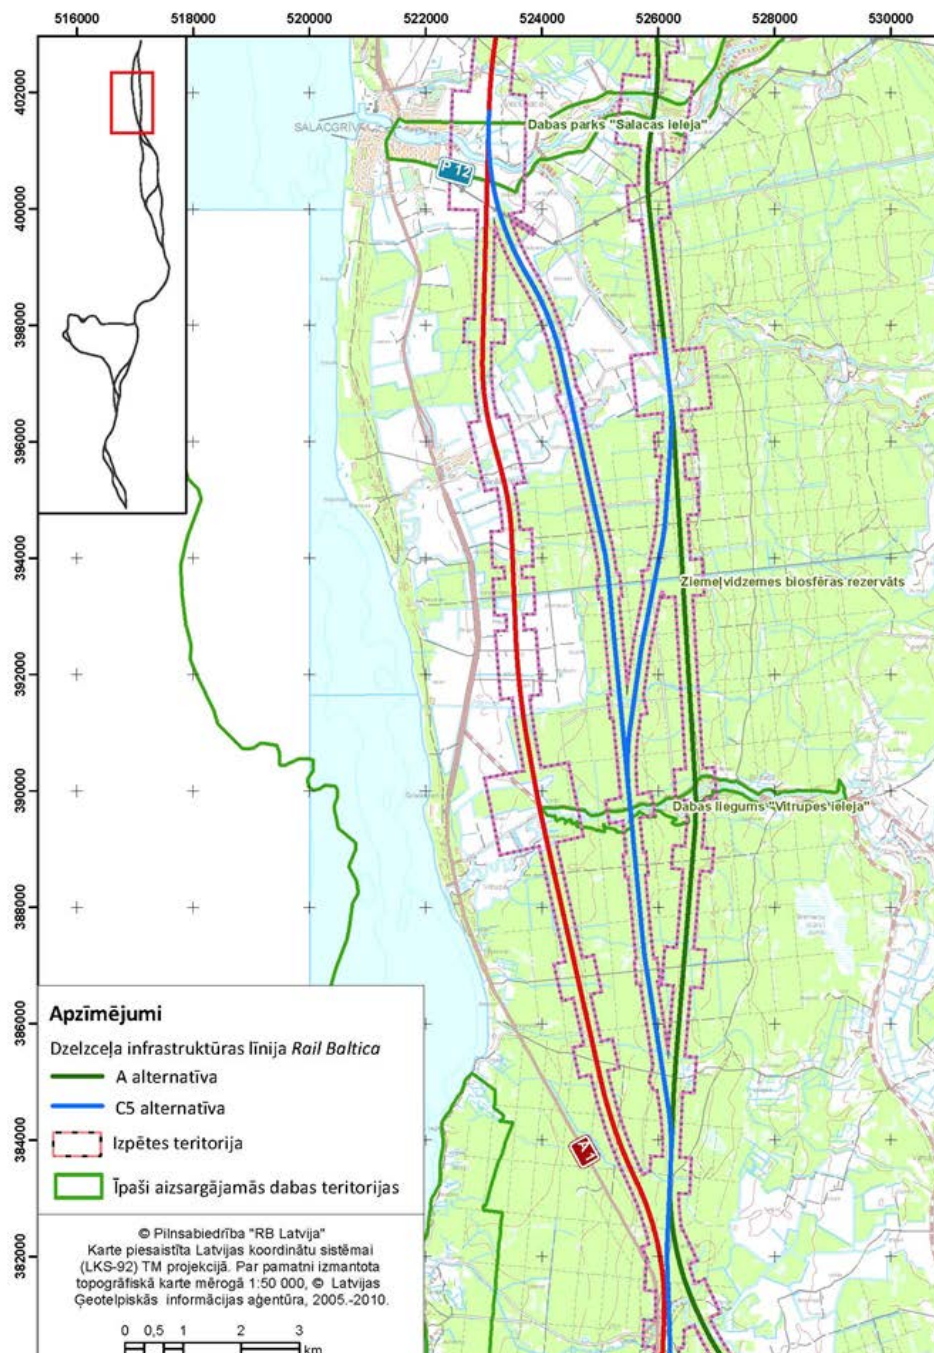 516000 518000 520000 522000 524000 526000 528000 530000
402000
400000
398000
396000
394000
392000
390000
388000
386000
384000
382000
SALACGRĪVA
Dabas parks "Salacas ieleja"
P 12
Ziemeļvidzemes biosfēras rezervāts
Dabas liegums "Vitrupes ieleja"
A 1
Apzīmējumi
Dzelzceļa infrastruktūras līnija Rail Baltica
A alternatīva
C5 alternatīva
Izpētes teritorija
Īpaši aizsargājamās dabas teritorijas
© Pilnsabiedrība "RB Latvija"
Karte piesaistīta Latvijas koordinātu sistēmai
(LKS-92) TM projekcijā. Par pamatni izmantota
topogrāfiskā karte mērogā 1:50 000, © Latvijas
Ģeotelpiskās informācijas aģentūra, 2005.-2010.
0 0,5 1 2 3
km